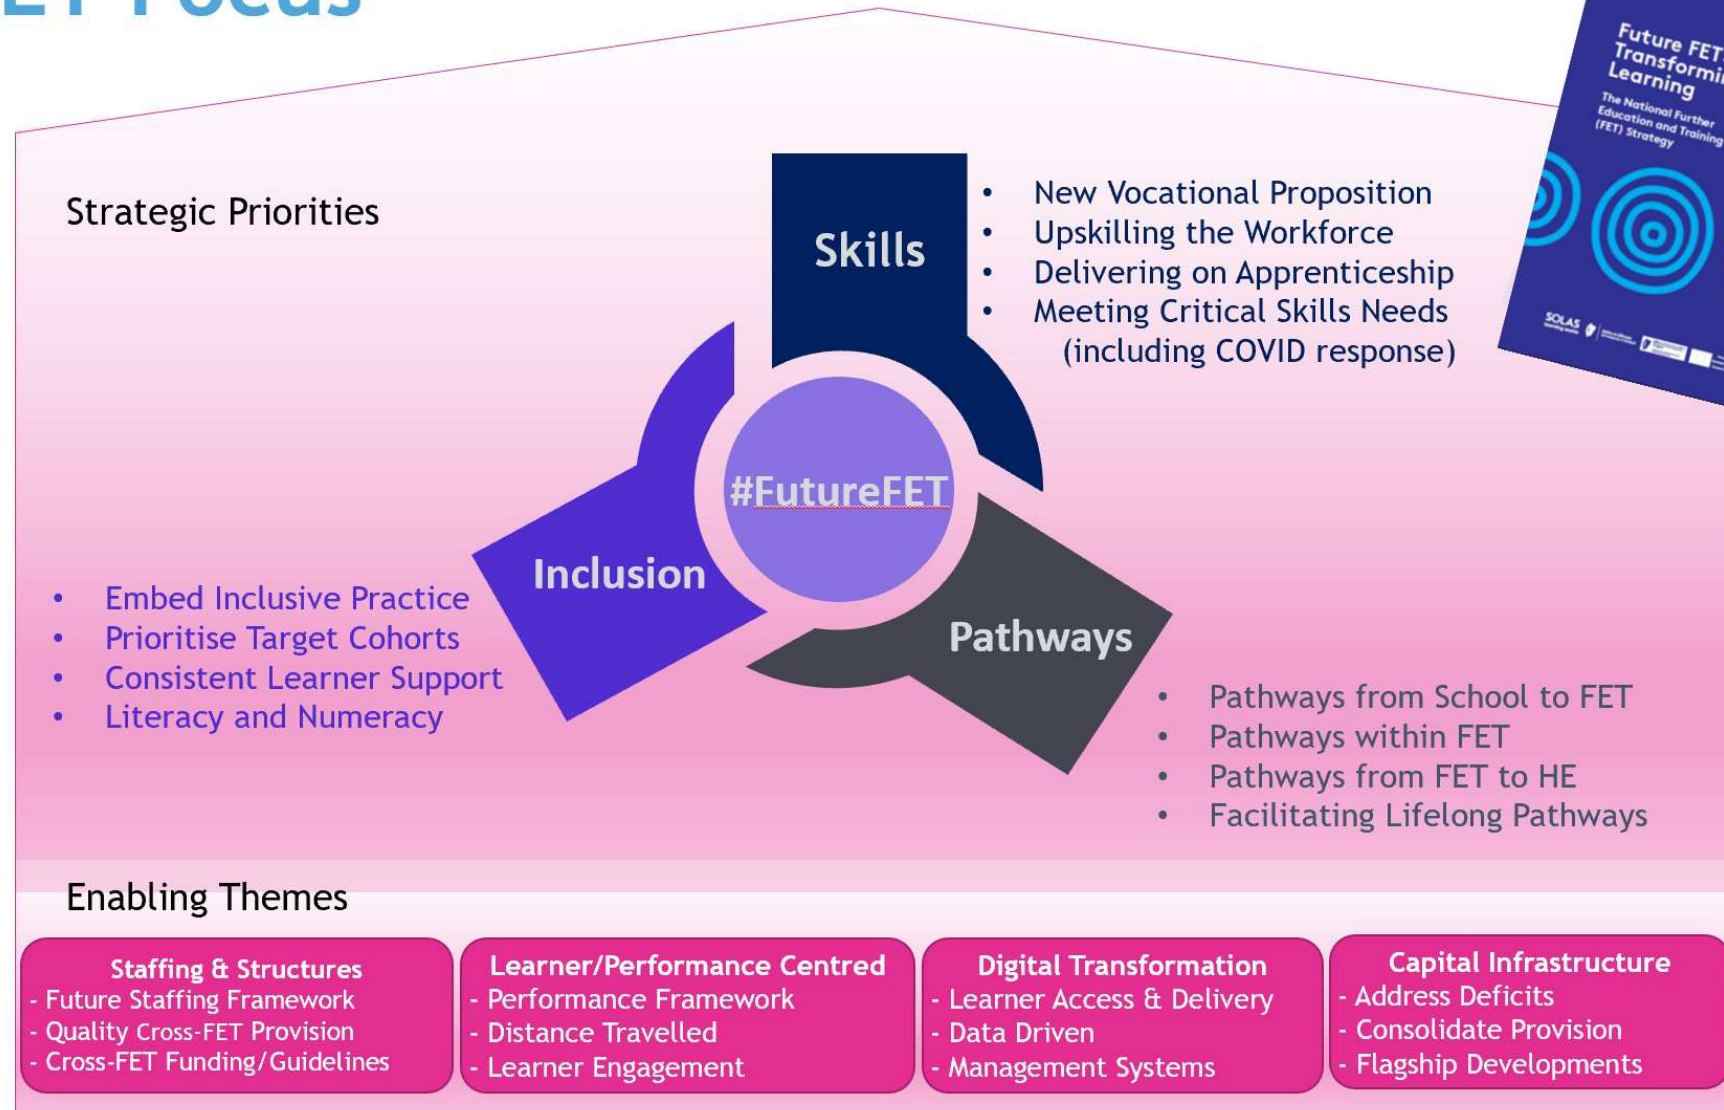 ET Focus
Future FET:
Transforming
Learning
The National Further
Education and Training
(FET) Strategy
SOLAS
Strategic Priorities
Skills
• New Vocational Proposition
• Upskilling the Workforce
• Delivering on Apprenticeship
• Meeting Critical Skills Needs
(including COVID response)
#FutureFET
Inclusion
• Embed Inclusive Practice
• Prioritise Target Cohorts
• Consistent Learner Support
• Literacy and Numeracy
Pathways
• Pathways from School to FET
• Pathways within FET
• Pathways from FET to HE
• Facilitating Lifelong Pathways
Enabling Themes
Staffing & Structures
- Future Staffing Framework
- Quality Cross-FET Provision
- Cross-FET Funding/Guidelines
Learner/Performance Centred
- Performance Framework
- Distance Travelled
- Learner Engagement
Digital Transformation
- Learner Access & Delivery
- Data Driven
- Management Systems
Capital Infrastructure
- Address Deficits
- Consolidate Provision
- Flagship Developments